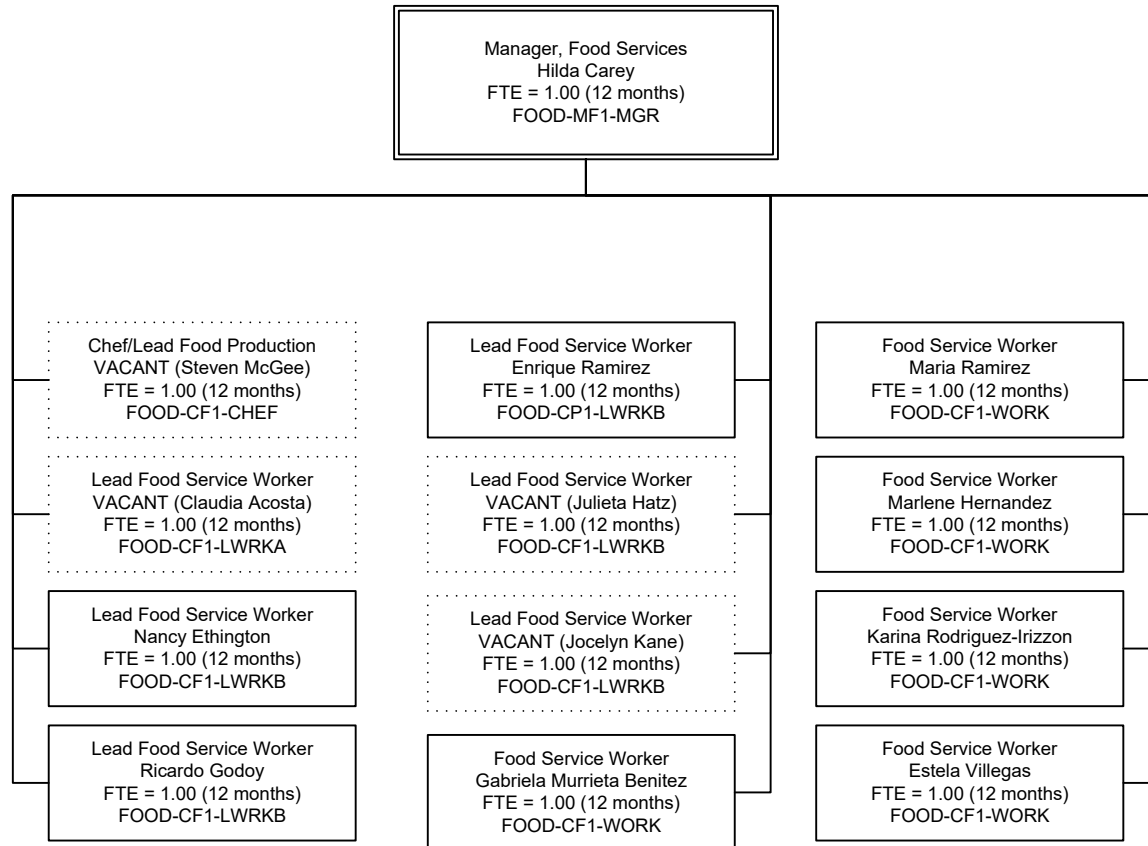 Manager, Food Services
Hilda Carey
FTE = 1.00 (12 months)
FOOD-MF1-MGR
Chef/Lead Food Production
VACANT (Steven McGee)
FTE = 1.00 (12 months)
FOOD-CF1-CHEF
Lead Food Service Worker
VACANT (Claudia Acosta)
FTE = 1.00 (12 months)
FOOD-CF1-LWRKA
Lead Food Service Worker
Nancy Ethington
FTE = 1.00 (12 months)
FOOD-CF1-LWRKB
Lead Food Service Worker
Ricardo Godoy
FTE = 1.00 (12 months)
FOOD-CF1-LWRKB
Lead Food Service Worker
Enrique Ramirez
FTE = 1.00 (12 months)
FOOD-CP1-LWRKB
Lead Food Service Worker
VACANT (Julieta Hatz)
FTE = 1.00 (12 months)
FOOD-CF1-LWRKB
Lead Food Service Worker
VACANT (Jocelyn Kane)
FTE = 1.00 (12 months)
FOOD-CF1-LWRKB
Food Service Worker
Gabriela Murrieta Benitez
FTE = 1.00 (12 months)
FOOD-CF1-WORK
Food Service Worker
Maria Ramirez
FTE = 1.00 (12 months)
FOOD-CF1-WORK
Food Service Worker
Marlene Hernandez
FTE = 1.00 (12 months)
FOOD-CF1-WORK
Food Service Worker
Karina Rodriguez-Irizzon
FTE = 1.00 (12 months)
FOOD-CF1-WORK
Food Service Worker
Estela Villegas
FTE = 1.00 (12 months)
FOOD-CF1-WORK